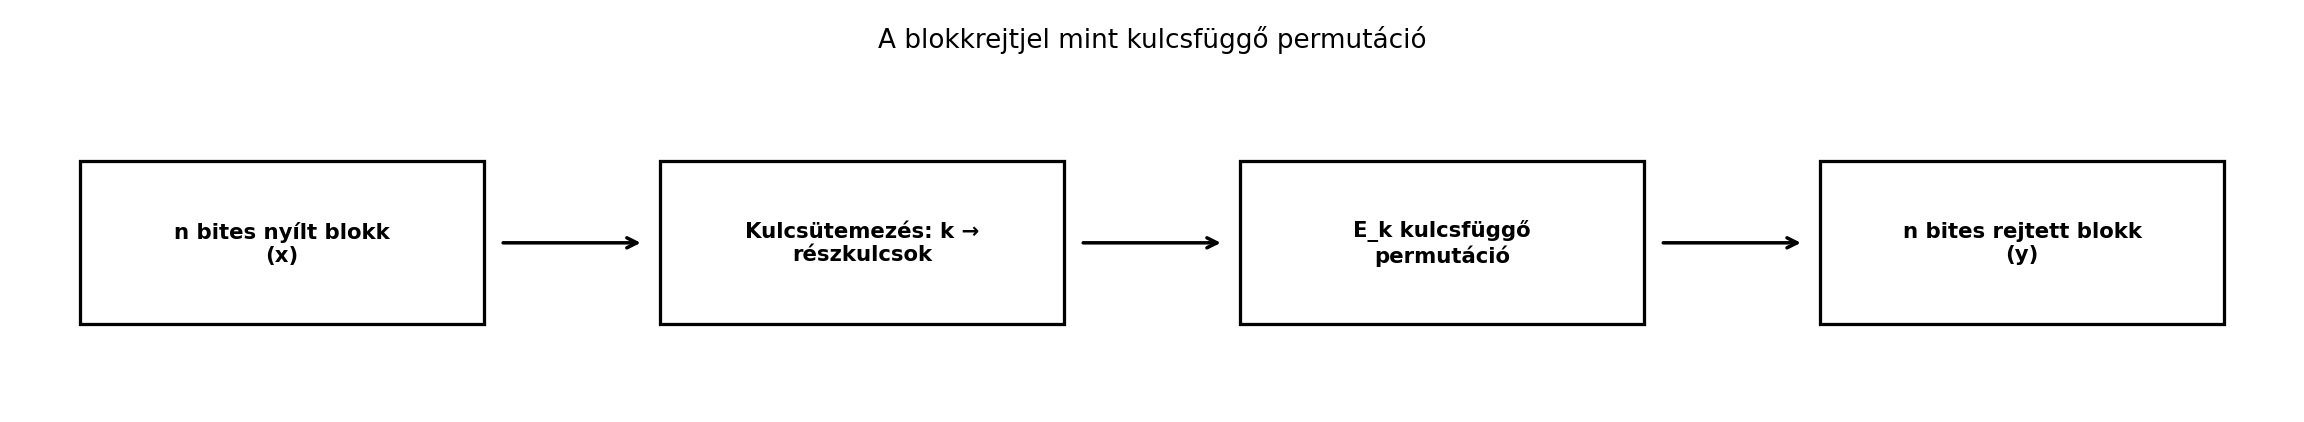 A blokkrejtjel mint kulcsfüggő permutáció
n bites nyílt blokk
(x)
Kulcsütemezés: k →
részkulcsok
E_k kulcsfüggő
permutáció
n bites rejtett blokk
(y)